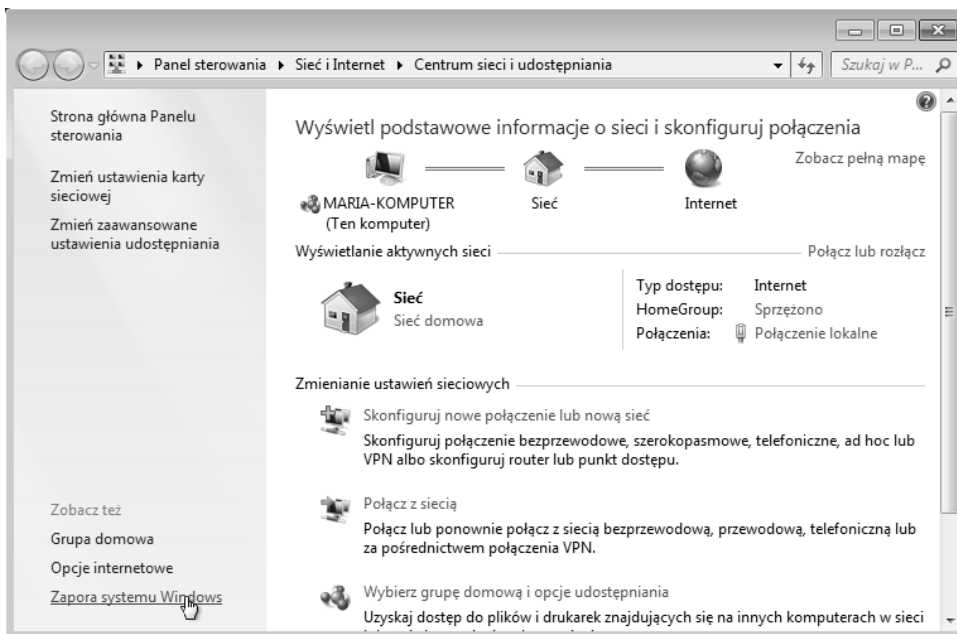 Panel sterowania Sieć i Internet Centrum sieci i udostępniania
Szukaj w P...
Strona główna Panelu
sterowania
Zmień ustawienia karty
sieciowej
Zmień zaawansowane
ustawienia udostępniania
Zobacz też
Grupa domowa
Opcje internetowe
Zapora systemu Windows
Wyświetl podstawowe informacje o sieci i skonfiguruj połączenia
Zobacz pełną mapę
MARIA-KOMPUTER
(Ten komputer)
Sieć
Internet
Wyświetlanie aktywnych sieci
Połącz lub rozłącz
Sieć
Sieć domowa
Typ dostępu: Internet
HomeGroup: Sprzężono
Połączenia: Połączenie lokalne
Zmienianie ustawień sieciowych
Skonfiguruj nowe połączenie lub nową sieć
Skonfiguruj połączenie bezprzewodowe, szerokopasmowe, telefoniczne, ad hoc lub
VPN albo skonfiguruj router lub punkt dostępu.
Połącz z siecią
Połącz lub ponownie połącz z siecią bezprzewodową, przewodową, telefoniczną lub
za pośrednictwem połączenia VPN.
Wybierz grupę domową i opcje udostępniania
Uzyskaj dostęp do plików i drukarek znajdujących się na innych komputerach w sieci